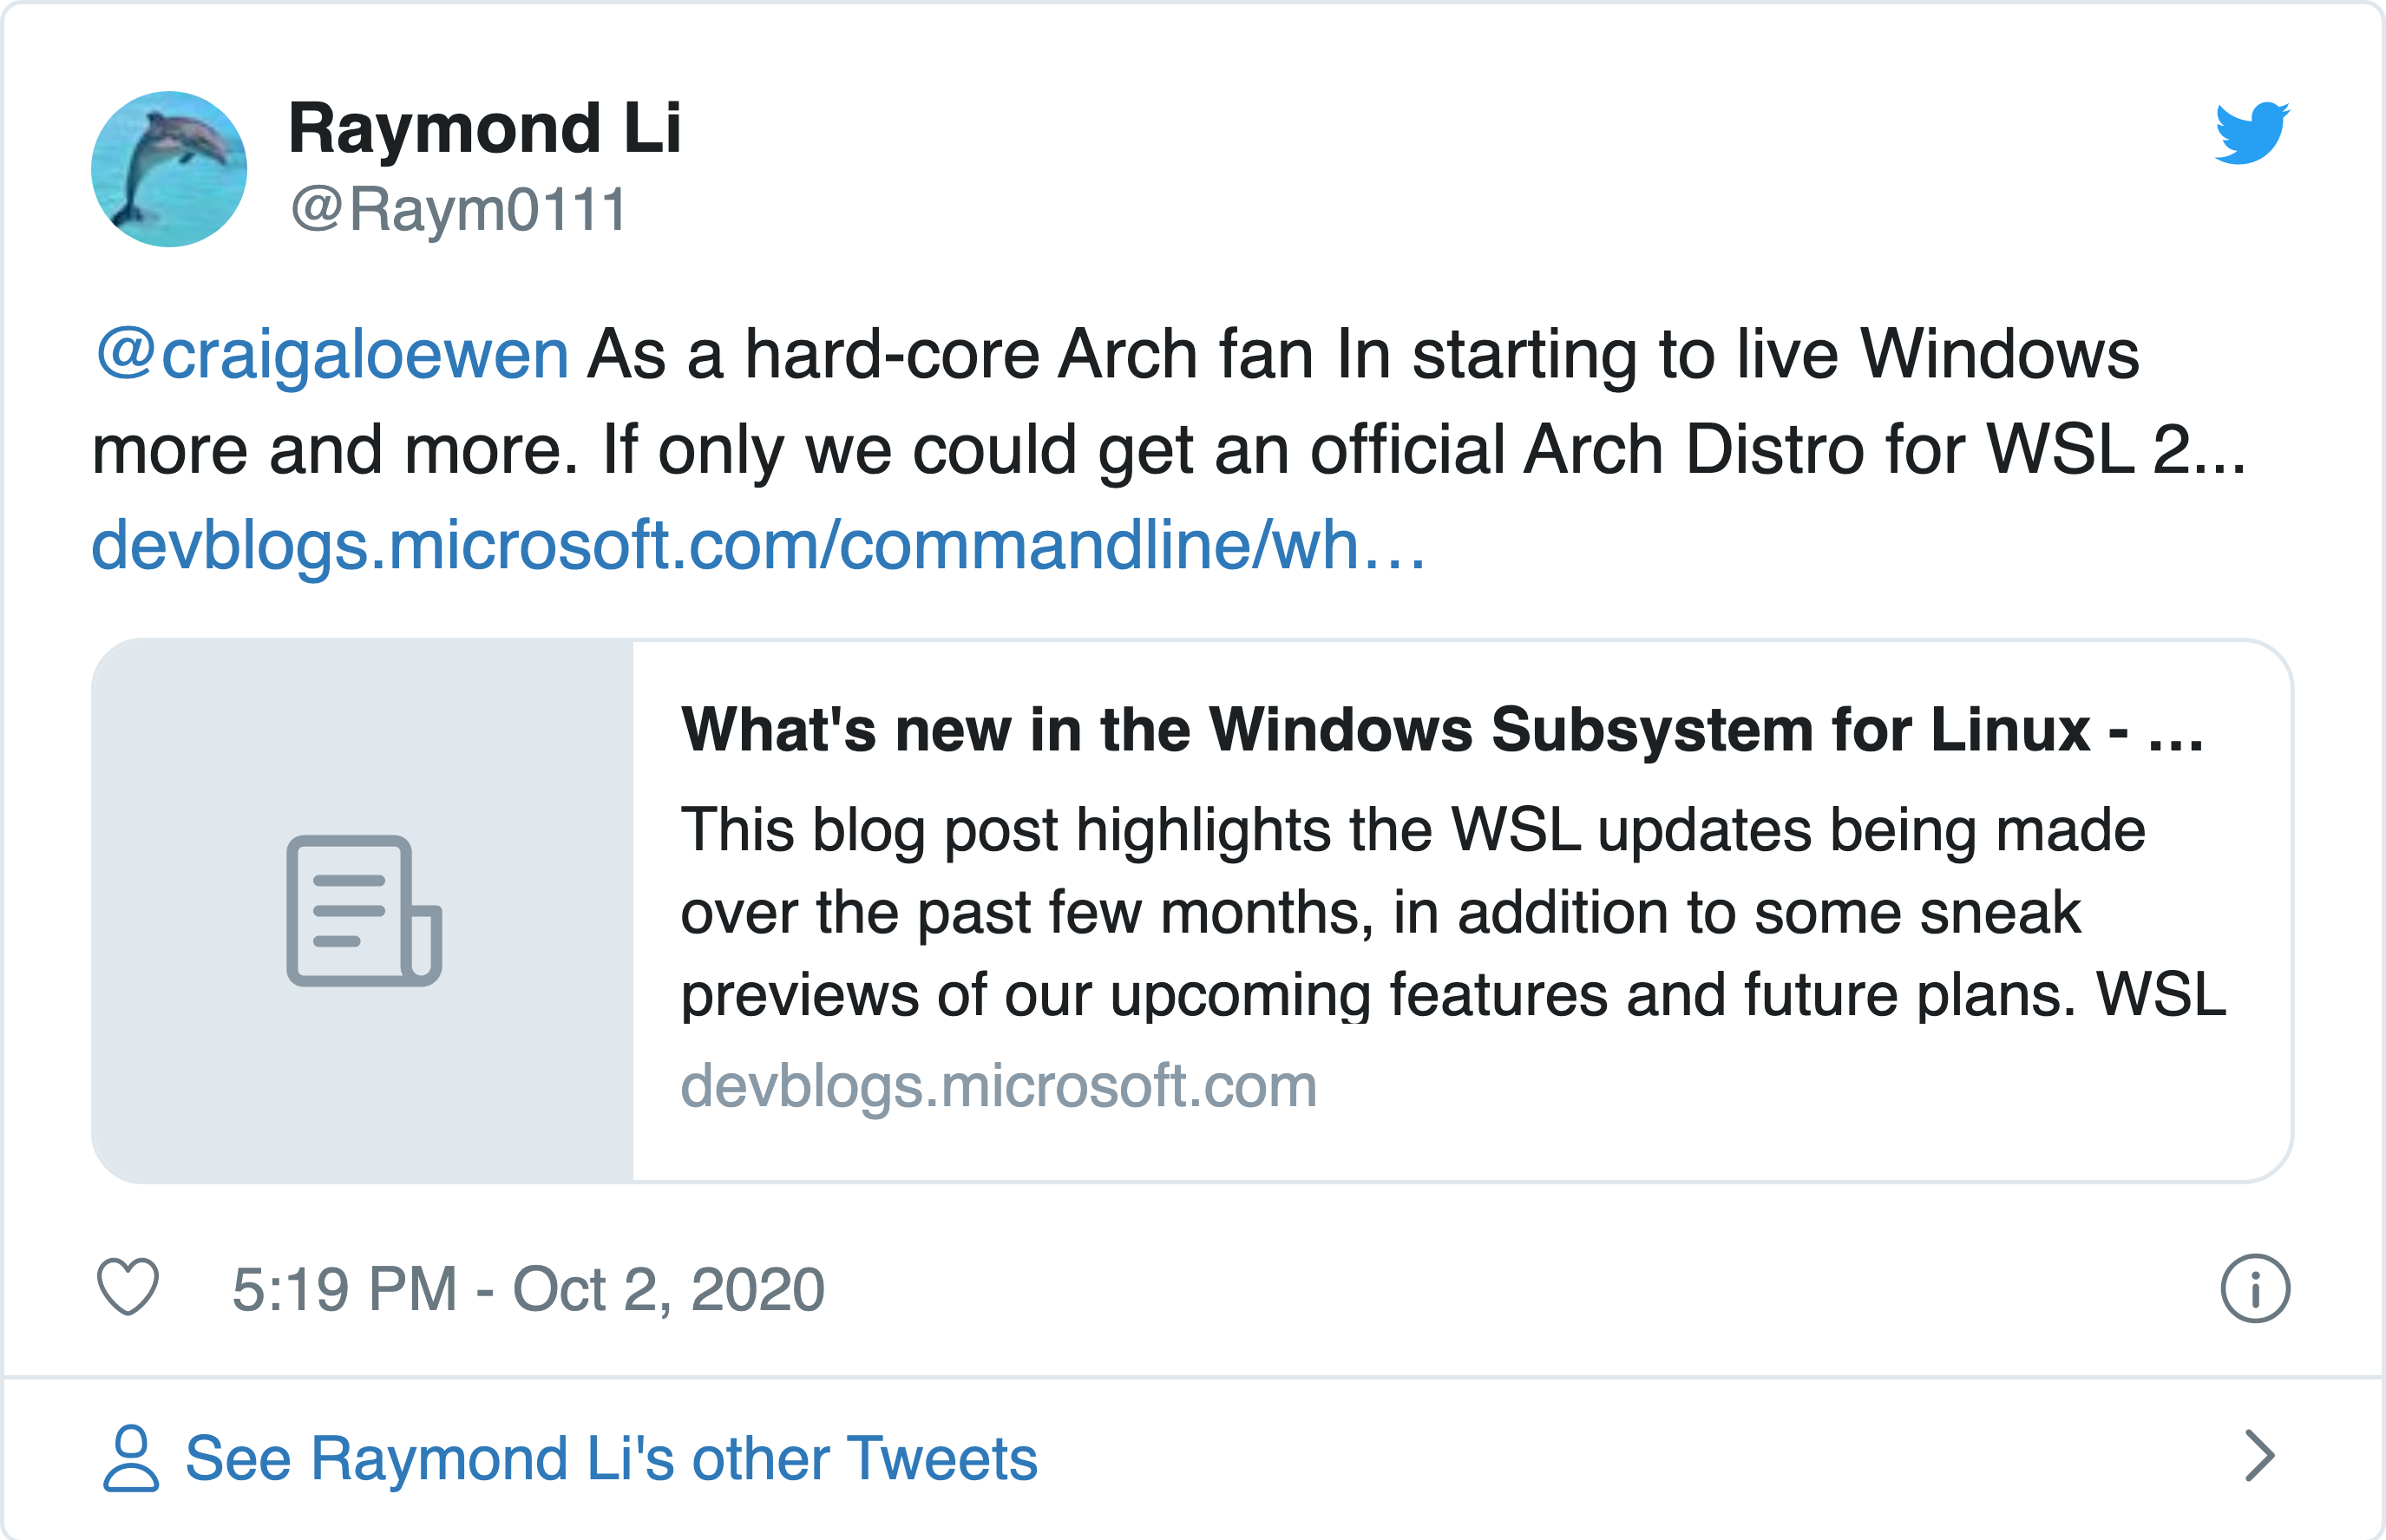 Raymond Li
@Raym0111
@craigaloewen As a hard-core Arch fan In starting to live Windows
more and more. If only we could get an official Arch Distro for WSL 2...
devblogs.microsoft.com/commandline/wh…
What's new in the Windows Subsystem for Linux - ...
This blog post highlights the WSL updates being made
over the past few months, in addition to some sneak
previews of our upcoming features and future plans. WSL
devblogs.microsoft.com
5:19 PM - Oct 2, 2020
See Raymond Li's other Tweets